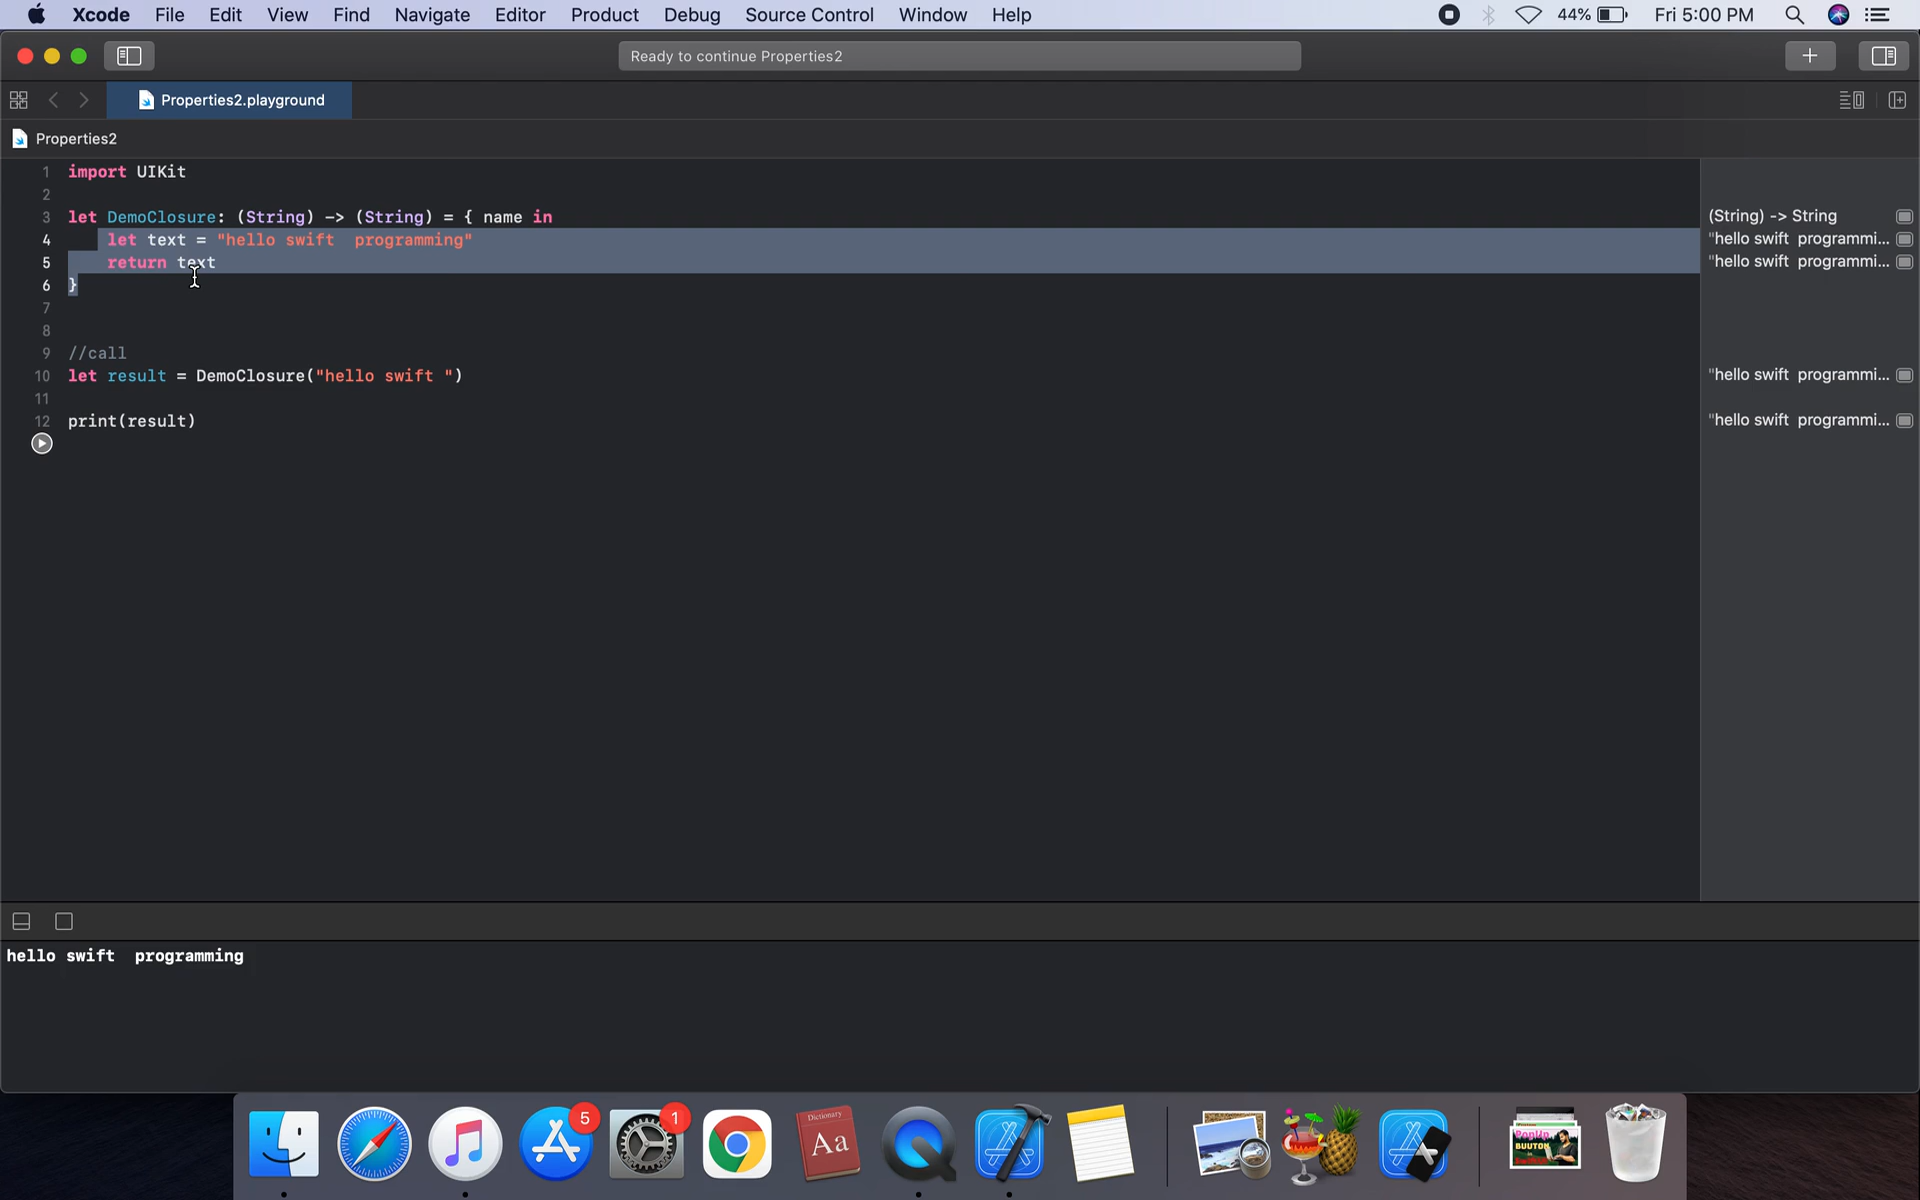 Xcode File Edit View Find Navigate Editor Product Debug Source Control Window Help 44% Fri 5:00 PM
Ready to continue Properties2
Properties2.playground
Properties2
1 import UIKit
2
3 let DemoClosure: (String) -> (String) = { name in (String) -> String
4 let text = "hello swift  programming" "hello swift  programmi...
5 return text "hello swift  programmi...
6 }
7
8
9 //call
10 let result = DemoClosure("hello swift ") "hello swift  programmi...
11
12 print(result) "hello swift  programmi...
hello swift  programming
5 1
Dictionary
Aa
PopUp
BUUTON